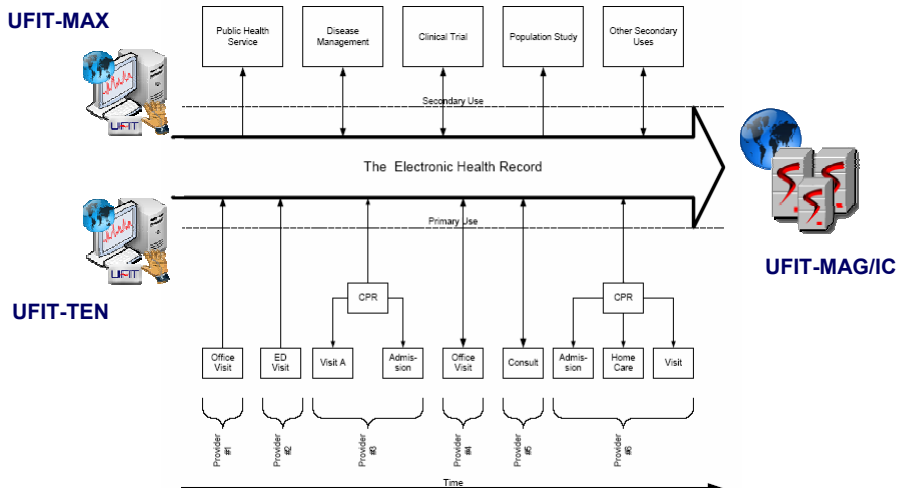 UFIT-MAX
Public Health
Service
Disease
Management
Clinical Trial
Population Study
Other Secondary
Uses
UFIT
Secondary Use
The Electronic Health Record
Primary Use
UFIT
UFIT-TEN
UFIT-MAG/IC
CPR
CPR
Office
Visit
ED
Visit
Visit A
Admis-
sion
Office
Visit
Consult
Admis-
sion
Home
Care
Visit
Provider
#1
Provider
#2
Provider
#3
Provider
#4
Provider
#5
Provider
#6
Time